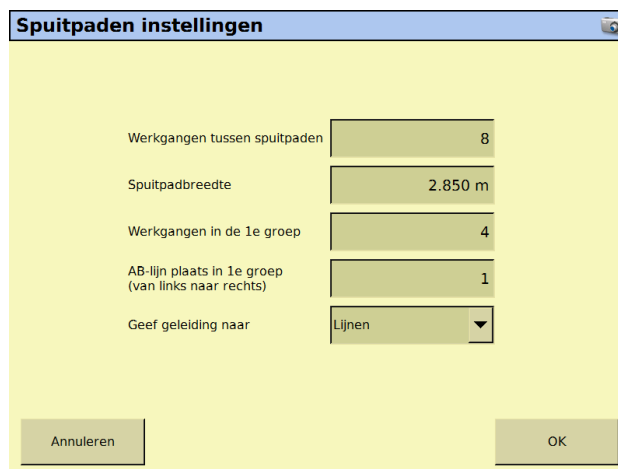 Spuitpaden instellingen
Werkgangen tussen spuitpaden 8
Spuitpadbreedte 2.850 m
Werkgangen in de 1e groep 4
AB-lijn plaats in 1e groep
(van links naar rechts) 1
Geef geleiding naar Lijnen
Annuleren OK